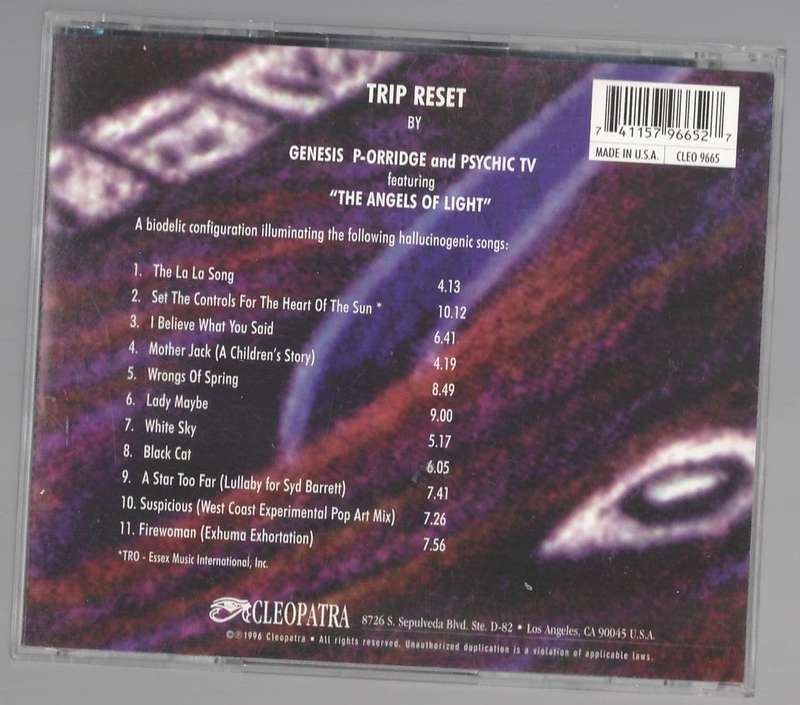 TRIP RESET
BY
GENESIS P-ORRIDGE and PSYCHIC TV
featuring
"THE ANGELS OF LIGHT"
7 41157 96652 7
MADE IN U.S.A. CLEO 9665
A biodelic configuration illuminating the following hallucinogenic songs:
1. The La La Song 4.13
2. Set The Controls For The Heart Of The Sun * 10.12
3. I Believe What You Said 6.41
4. Mother Jack (A Children's Story) 4.19
5. Wrongs Of Spring 8.49
6. Lady Maybe 9.00
7. White Sky 5.17
8. Black Cat 6.05
9. A Star Too Far (Lullaby for Syd Barrett) 7.41
10. Suspicious (West Coast Experimental Pop Art Mix) 7.26
11. Firewoman (Exhuma Exhortation) 7.56
*TRO - Essex Music International, Inc.
CLEOPATRA 8726 S. Sepulveda Blvd. Ste. D-82 • Los Angeles, CA 90045 U.S.A.
©℗1996 Cleopatra • All rights reserved. Unauthorized duplication is a violation of applicable laws.